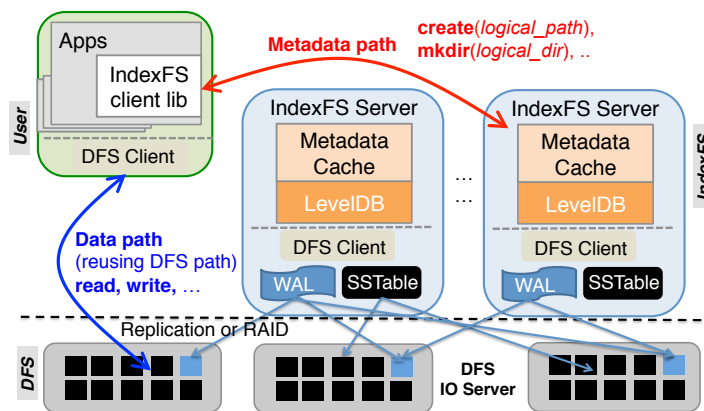 Apps
IndexFS
client lib
DFS Client
User
Metadata path
create(logical_path),
mkdir(logical_dir), ..
IndexFS Server
Metadata
Cache
LevelDB
DFS Client
WAL
SSTable
...
...
IndexFS Server
Metadata
Cache
LevelDB
DFS Client
WAL
SSTable
IndexFS
Data path
(reusing DFS path)
read, write, …
Replication or RAID
DFS
DFS
IO Server